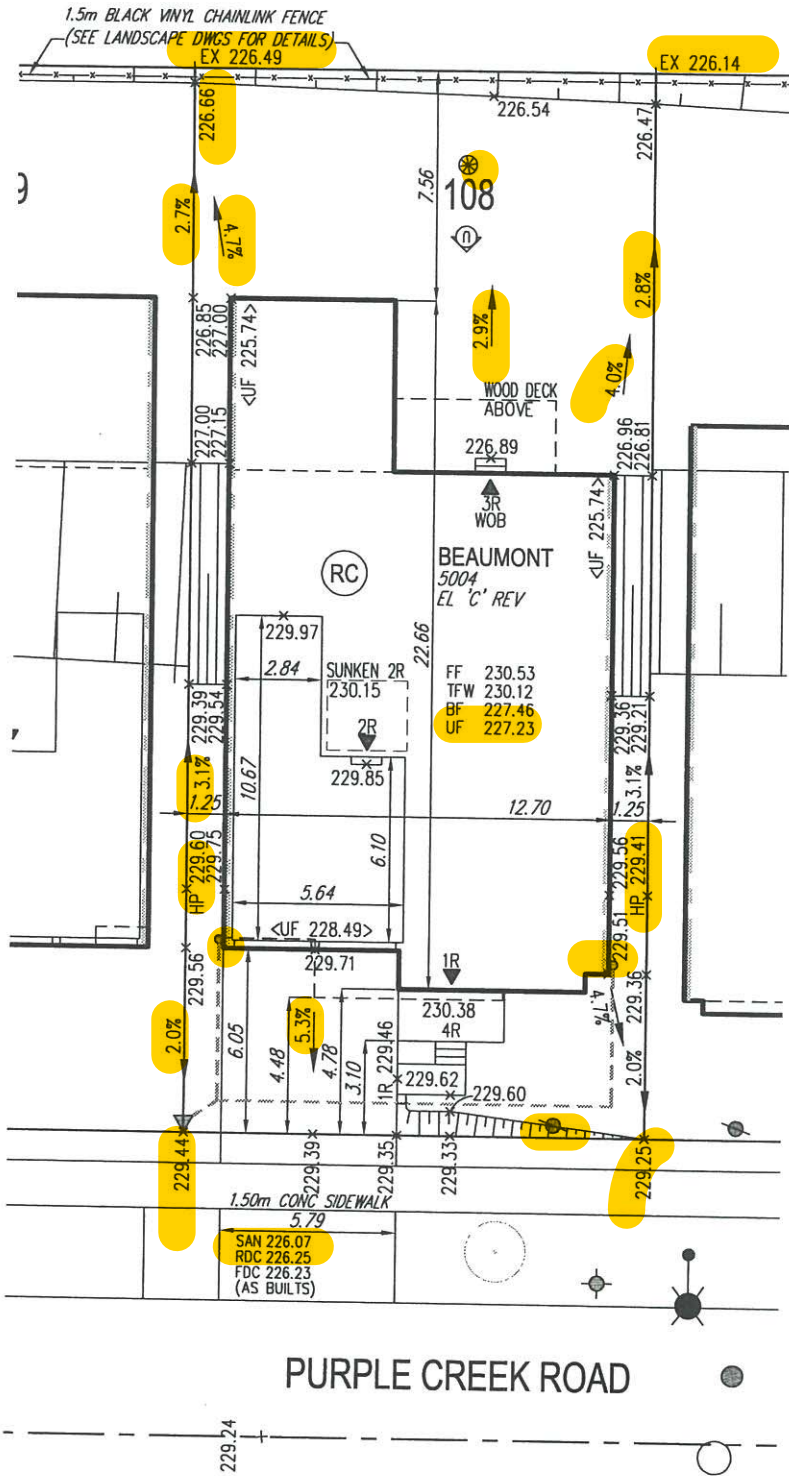 1.5m BLACK VINYL CHAINLINK FENCE
(SEE LANDSCAPE DWGS FOR DETAILS)
EX 226.49
EX 226.14
226.66
226.54
226.47
9
108
n
7.56
2.7%
4.7%
2.9%
2.8%
4.0%
226.85
227.00
<UF 225.74>
WOOD DECK
ABOVE
227.00
227.15
226.89
226.96
226.81
3R
WOB
<UF 225.74>
RC
BEAUMONT
5004
EL 'C' REV
229.97
22.66
2.84
SUNKEN 2R
230.15
FF 230.53
TFW 230.12
BF 227.46
UF 227.23
229.39
229.54
2R
229.36
229.21
229.85
3.1%
10.67
3.1%
1.25
12.70
1.25
6.10
HP 229.60
229.75
229.56
HP 229.41
5.64
<UF 228.49>
229.51
229.56
229.71
1R
229.36
4.7%
230.38
4R
2.0%
6.05
5.3%
4.48
4.78
3.10
229.46
1R
229.62
229.60
2.0%
229.44
229.39
229.35
229.33
229.25
1.50m CONC SIDEWALK
5.79
SAN 226.07
RDC 226.25
FDC 226.23
(AS BUILTS)
PURPLE CREEK ROAD
229.24